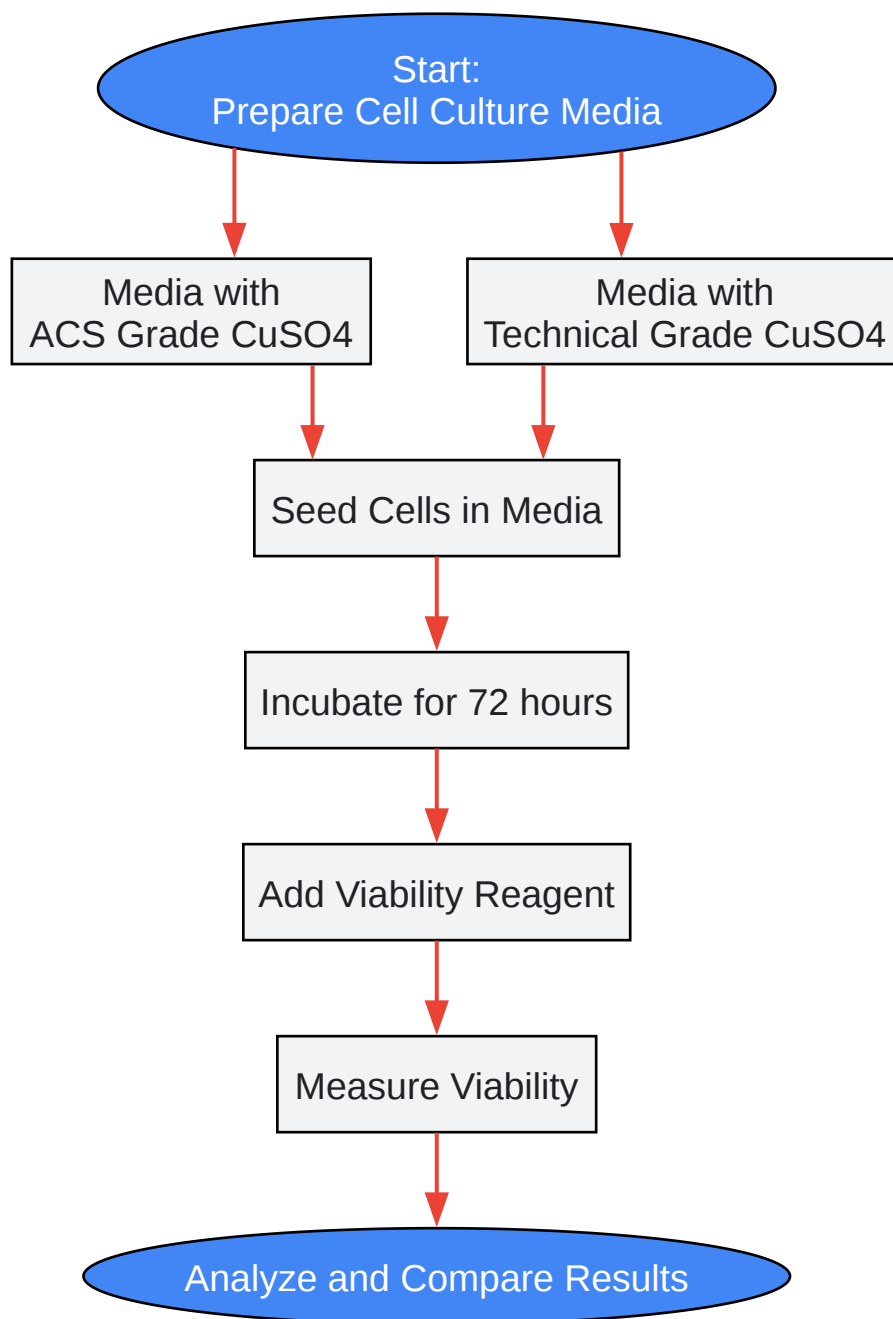 Start:
Prepare Cell Culture Media
Media with
ACS Grade CuSO4
Media with
Technical Grade CuSO4
Seed Cells in Media
Incubate for 72 hours
Add Viability Reagent
Measure Viability
Analyze and Compare Results